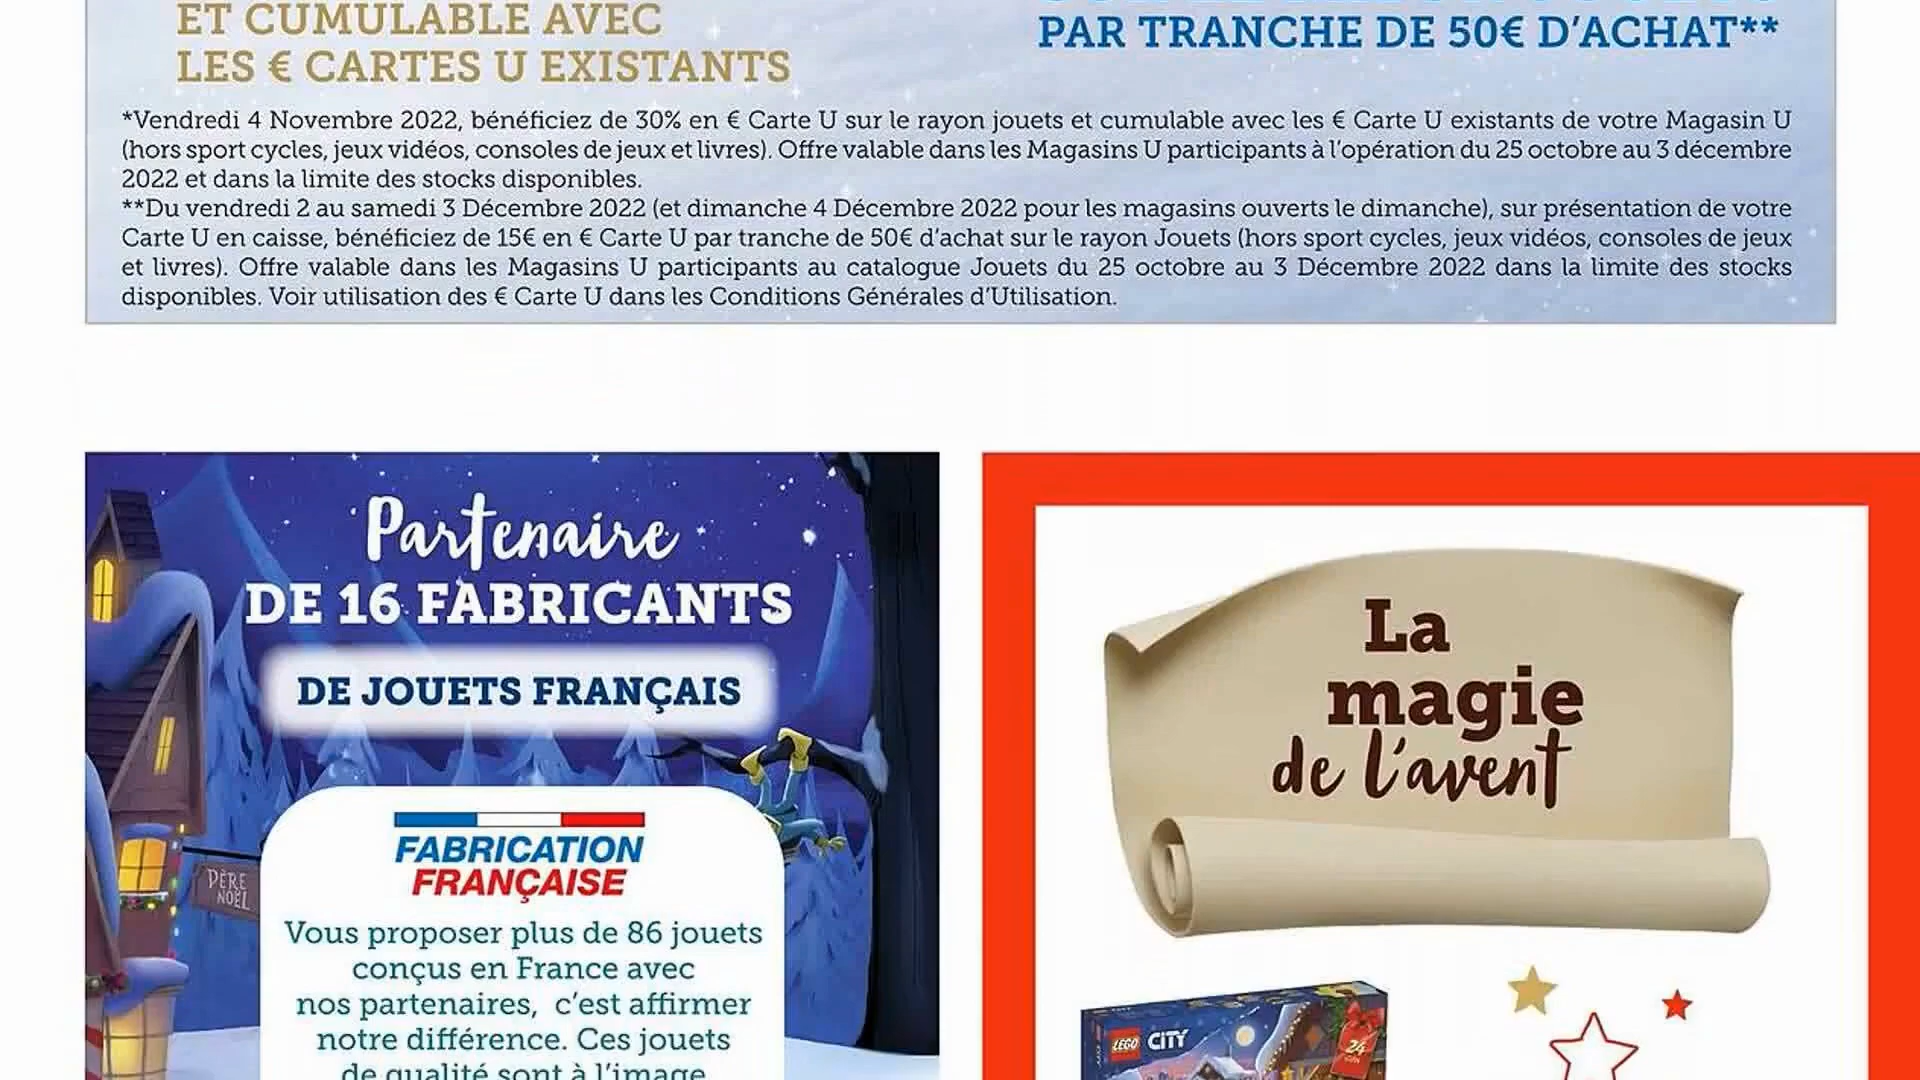 ET CUMULABLE AVEC
LES € CARTES U EXISTANTS
PAR TRANCHE DE 50€ D'ACHAT**
*Vendredi 4 Novembre 2022, bénéficiez de 30% en € Carte U sur le rayon jouets et cumulable avec les € Carte U existants de votre Magasin U
(hors sport cycles, jeux vidéos, consoles de jeux et livres). Offre valable dans les Magasins U participants à l'opération du 25 octobre au 3 décembre
2022 et dans la limite des stocks disponibles.
**Du vendredi 2 au samedi 3 Décembre 2022 (et dimanche 4 Décembre 2022 pour les magasins ouverts le dimanche), sur présentation de votre
Carte U en caisse, bénéficiez de 15€ en € Carte U par tranche de 50€ d'achat sur le rayon Jouets (hors sport cycles, jeux vidéos, consoles de jeux
et livres). Offre valable dans les Magasins U participants au catalogue Jouets du 25 octobre au 3 Décembre 2022 dans la limite des stocks
disponibles. Voir utilisation des € Carte U dans les Conditions Générales d'Utilisation.
Partenaire
DE 16 FABRICANTS
DE JOUETS FRANÇAIS
FABRICATION
FRANÇAISE
PÈRE
NOËL
Vous proposer plus de 86 jouets
conçus en France avec
nos partenaires, c'est affirmer
notre différence. Ces jouets
de qualité sont à l'image
La
magie
de l'avent
LEGO CITY
24